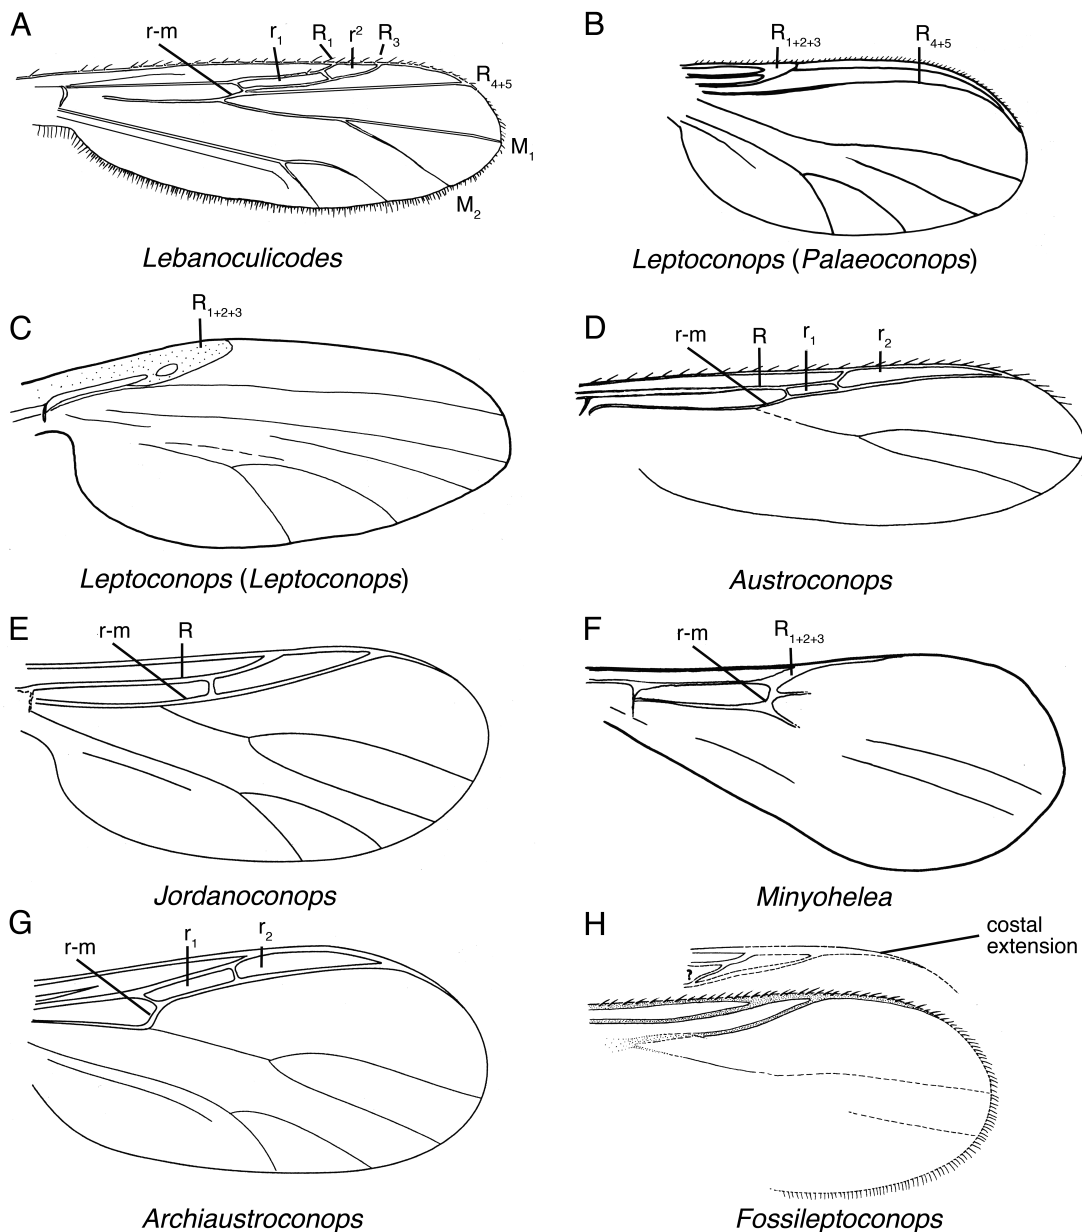 A
r-m
r₁
R₁
r²
R₃
R₄₊₅
M₁
M₂
Lebanoculicodes
B
R₁₊₂₊₃
R₄₊₅
Leptoconops (Palaeoconops)
C
R₁₊₂₊₃
Leptoconops (Leptoconops)
D
r-m
R
r₁
r₂
Austroconops
E
r-m
R
Jordanoconops
F
r-m
R₁₊₂₊₃
Minyohelea
G
r-m
r₁
r₂
Archiaustroconops
H
costal
extension
?
Fossileptoconops